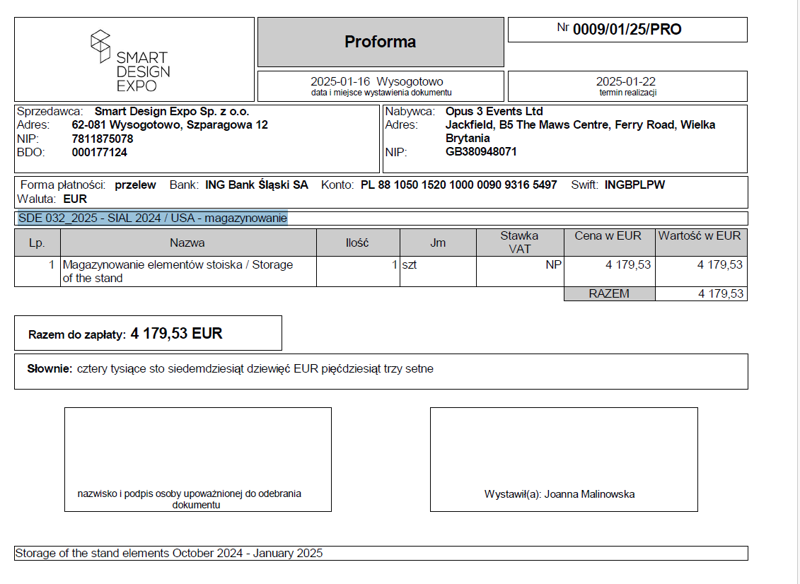 SMART
DESIGN
EXPO
Proforma
Nr 0009/01/25/PRO
2025-01-16 Wysogotowo
data i miejsce wystawienia dokumentu
2025-01-22
termin realizacji
Sprzedawca: Smart Design Expo Sp. z o.o.
Adres: 62-081 Wysogotowo, Szparagowa 12
NIP: 7811875078
BDO: 000177124
Nabywca: Opus 3 Events Ltd
Adres: Jackfield, B5 The Maws Centre, Ferry Road, Wielka
Brytania
NIP: GB380948071
Forma płatności: przelew Bank: ING Bank Śląski SA Konto: PL 88 1050 1520 1000 0090 9316 5497 Swift: INGBPLPW
Waluta: EUR
SDE 032_2025 - SIAL 2024 / USA - magazynowanie
Lp. Nazwa Ilość Jm Stawka VAT Cena w EUR Wartość w EUR
1 Magazynowanie elementów stoiska / Storage 1 szt NP 4 179,53 4 179,53
of the stand
RAZEM 4 179,53
Razem do zapłaty: 4 179,53 EUR
Słownie: cztery tysiące sto siedemdziesiąt dziewięć EUR pięćdziesiąt trzy setne
nazwisko i podpis osoby upoważnionej do odebrania
dokumentu
Wystawił(a): Joanna Malinowska
Storage of the stand elements October 2024 - January 2025